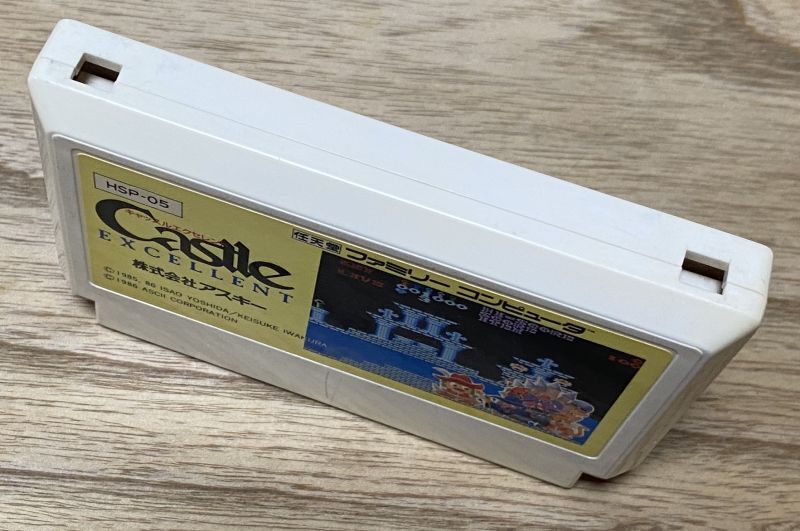 HSP-05
キャッスルエクセレント
Castle
EXCELLENT
株式会社アスキー
©1985, 86 ISAO YOSHIDA/KEISUKE IWAKURA
©1986 ASCII CORPORATION
任天堂 ファミリー コンピュータ